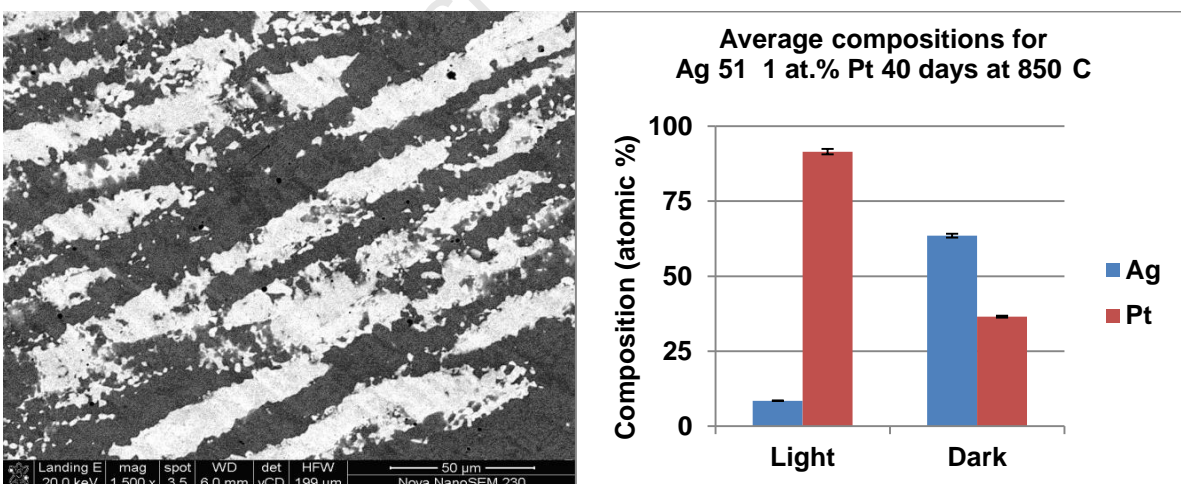 Landing E mag spot WD det HFW
20.0 keV 1 500 x 3.5 6.0 mm vCD 199 µm
50 µm
Nova NanoSEM 230
Average compositions for
Ag 51 1 at.% Pt 40 days at 850 C
Composition (atomic %)
100
75
50
25
0
Light Dark
Ag
Pt